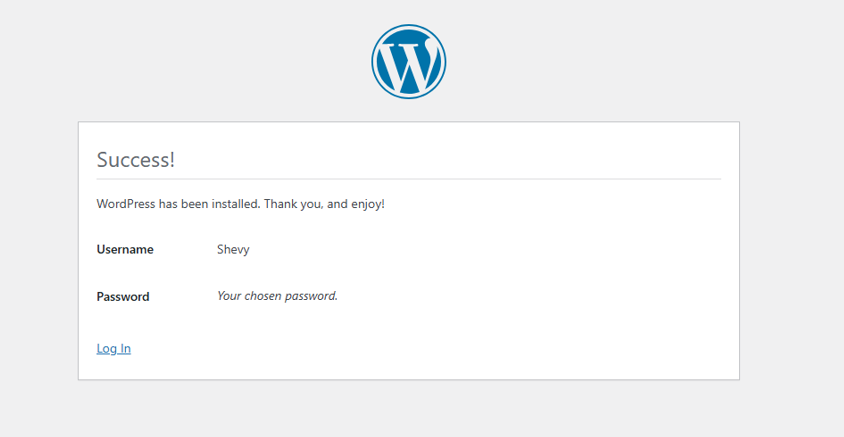 Success!
WordPress has been installed. Thank you, and enjoy!
Username Shevy
Password Your chosen password.
Log In